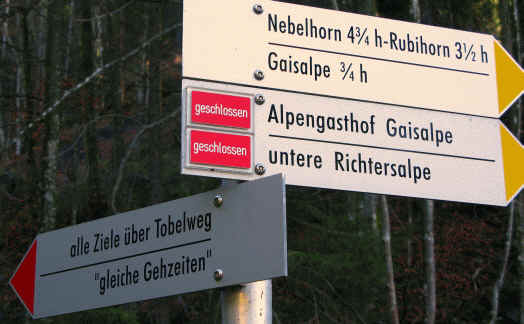 Nebelhorn 4¾ h-Rubihorn 3½ h
Gaisalpe ¾ h
geschlossen
Alpengasthof Gaisalpe
geschlossen
untere Richtersalpe
alle Ziele über Tobelweg
"gleiche Gehzeiten"